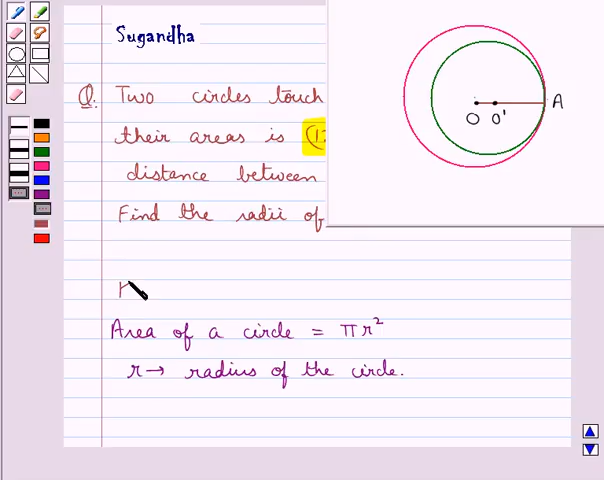 Sugandha
Q. Two circles touch
their areas is
distance between
Find the radii of
Area of a circle = πr²
r → radius of the circle.
O O' A